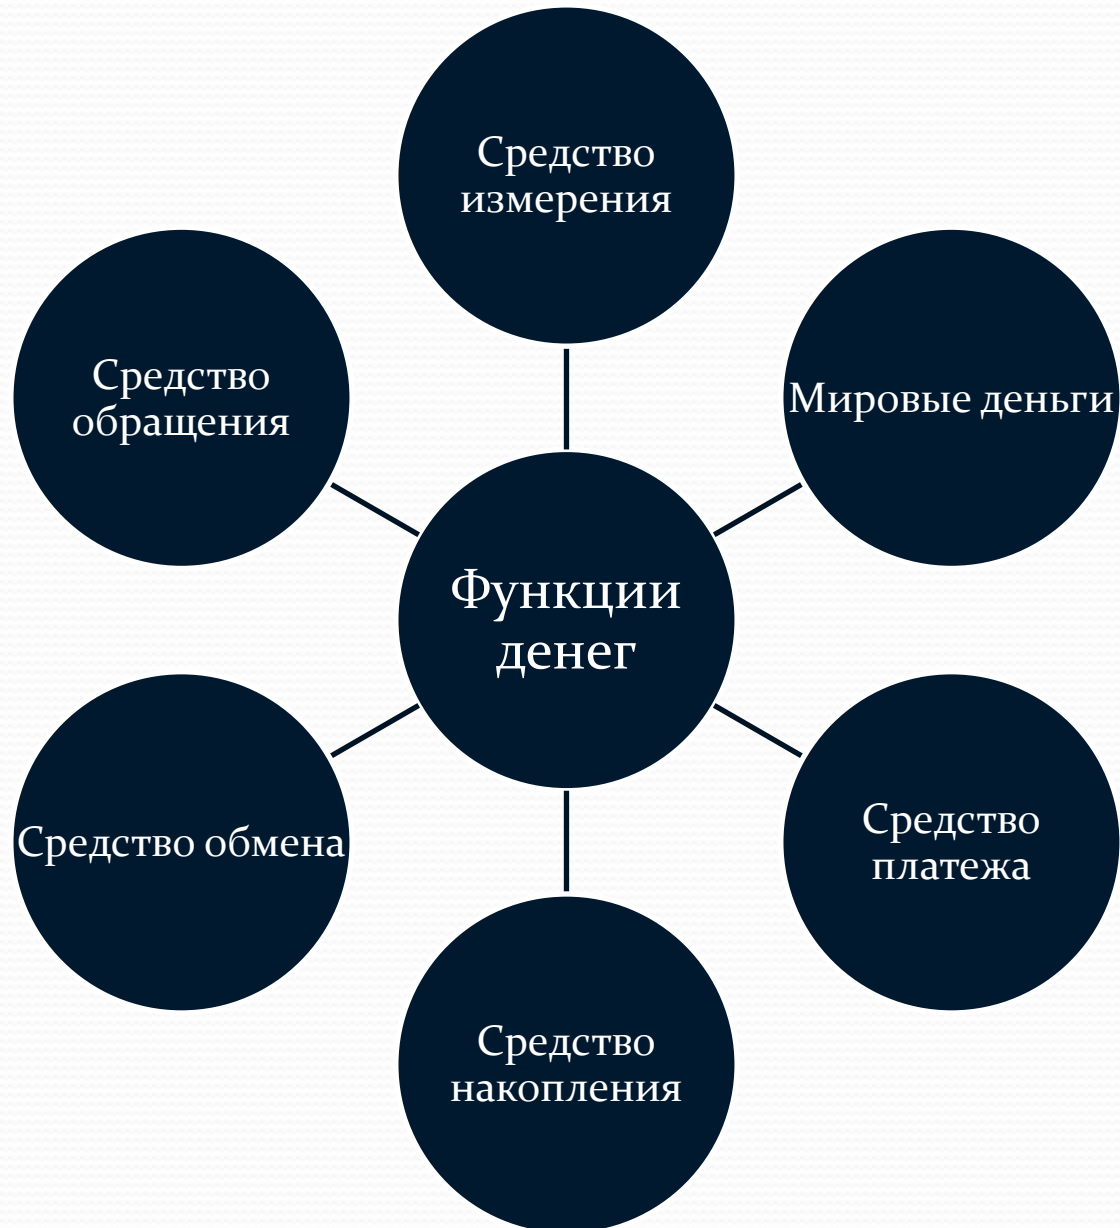 Средство
измерения
Мировые деньги
Средство
платежа
Средство
накопления
Средство обмена
Средство
обращения
Функции
денег